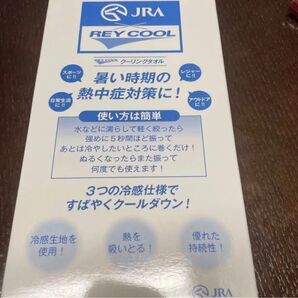 JRA
REY COOL
REY COOL クーリングタオル
スポーツに!!
レジャーに!!
暑い時期の
熱中症対策に!
日常生活に!!
アウトドアに!!
使い方は簡単
水などに濡らして軽く絞ったら
強めに5秒間ほど振って
あとは冷やしたいところに巻くだけ!
ぬるくなったらまた振って
何度でも使えます!
3つの冷感仕様で
すばやくクールダウン!
冷感生地を
使用!
熱を
吸いとる!
優れた
持続性!
JRA